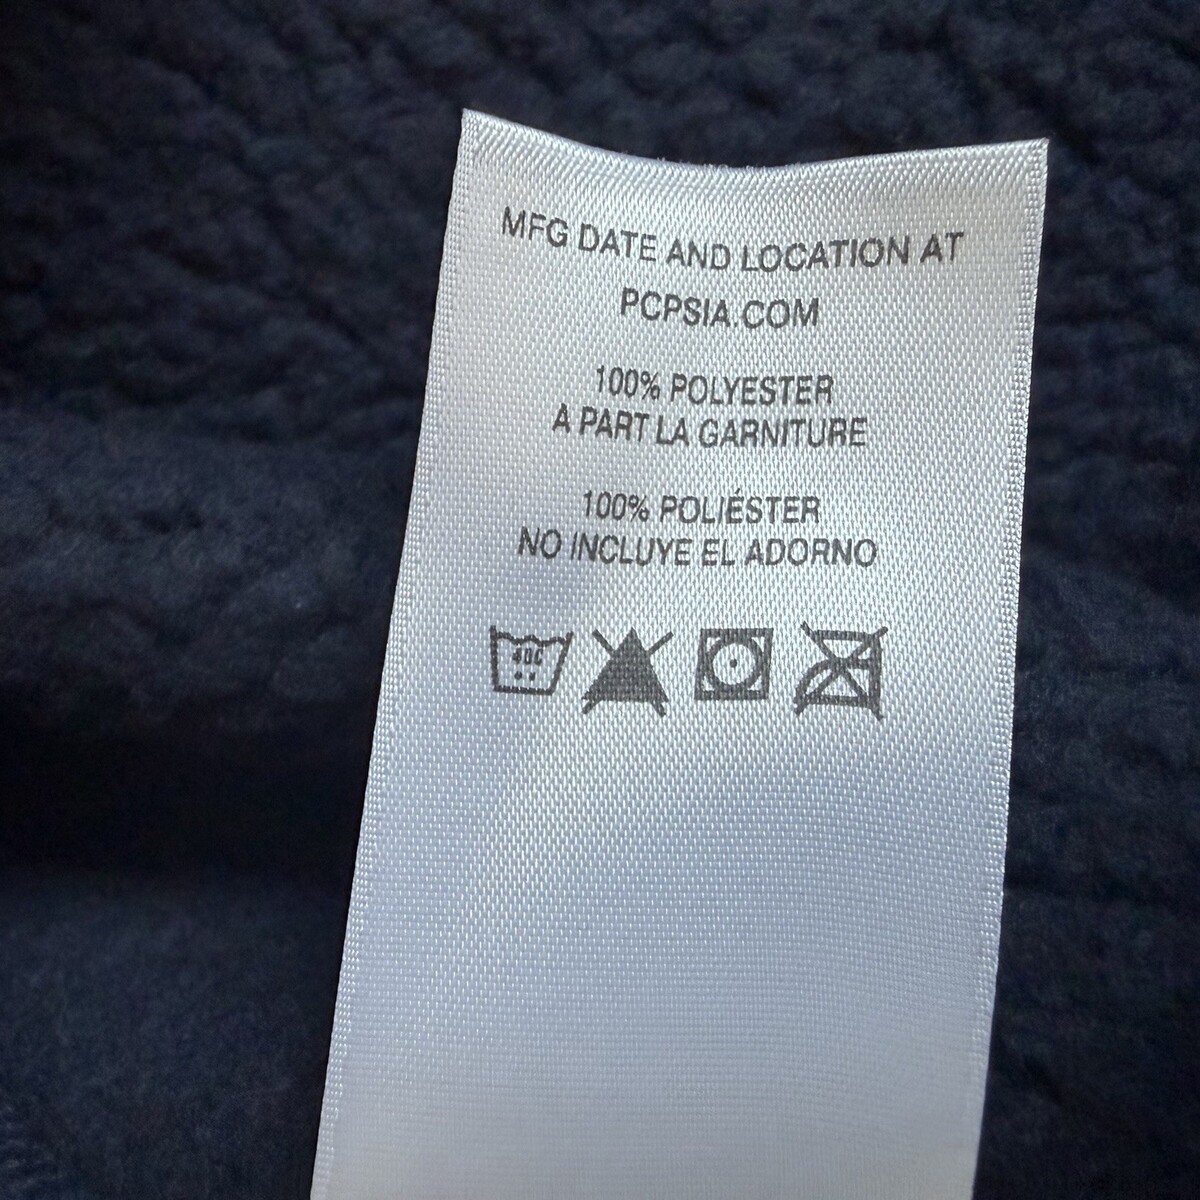 MFG DATE AND LOCATION AT
PCPSIA.COM
100% POLYESTER
A PART LA GARNITURE
100% POLIÉSTER
NO INCLUYE EL ADORNO
40C